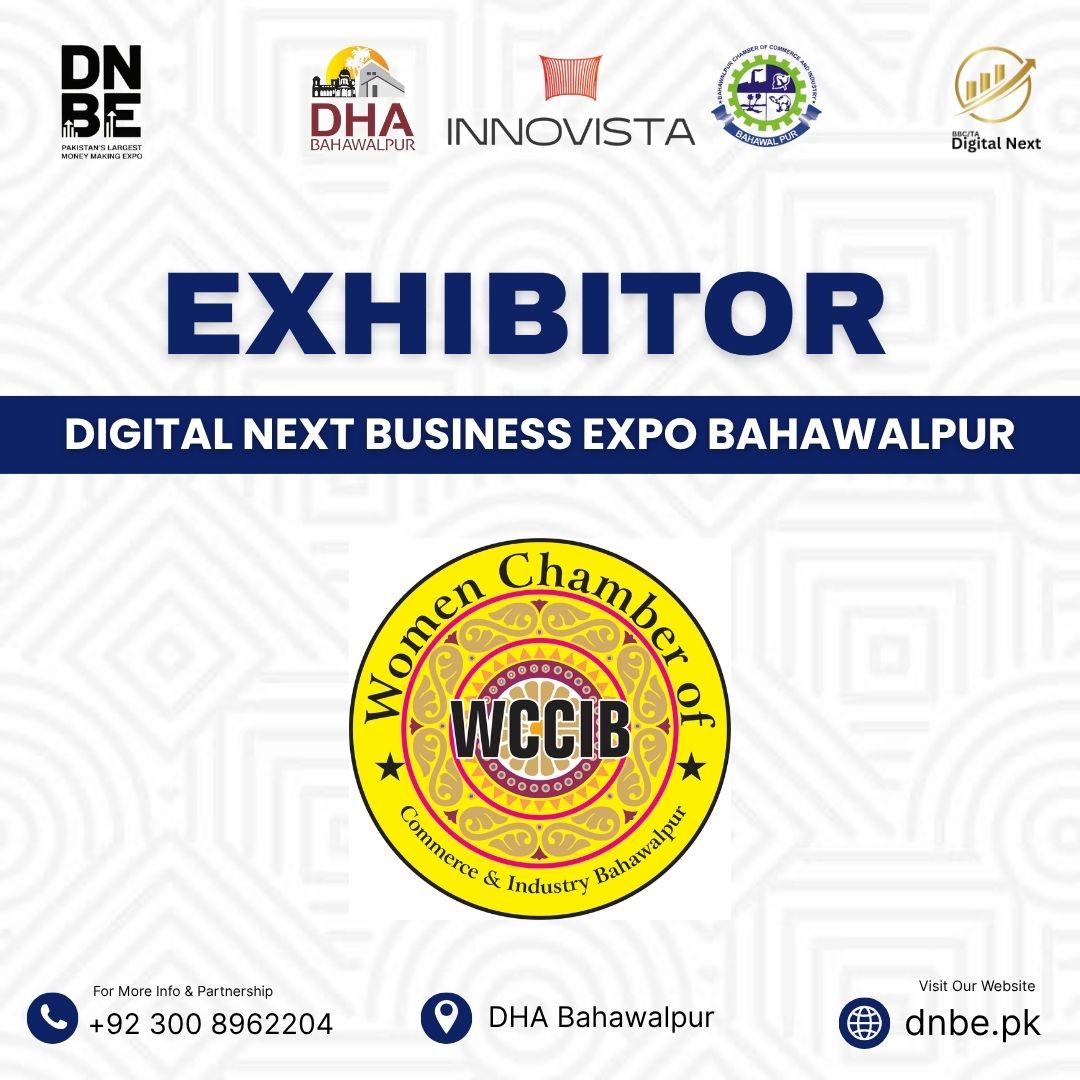 DN
BE
PAKISTAN'S LARGEST
MONEY MAKING EXPO
DHA
BAHAWALPUR
INNOVISTA
BAHAWALPUR CHAMBER OF COMMERCE AND INDUSTRY
BAHAWAL PUR
BBC/TA
Digital Next
EXHIBITOR
DIGITAL NEXT BUSINESS EXPO BAHAWALPUR
Women Chamber of
WCCIB
Commerce & Industry Bahawalpur
For More Info & Partnership
+92 300 8962204
DHA Bahawalpur
Visit Our Website
dnbe.pk